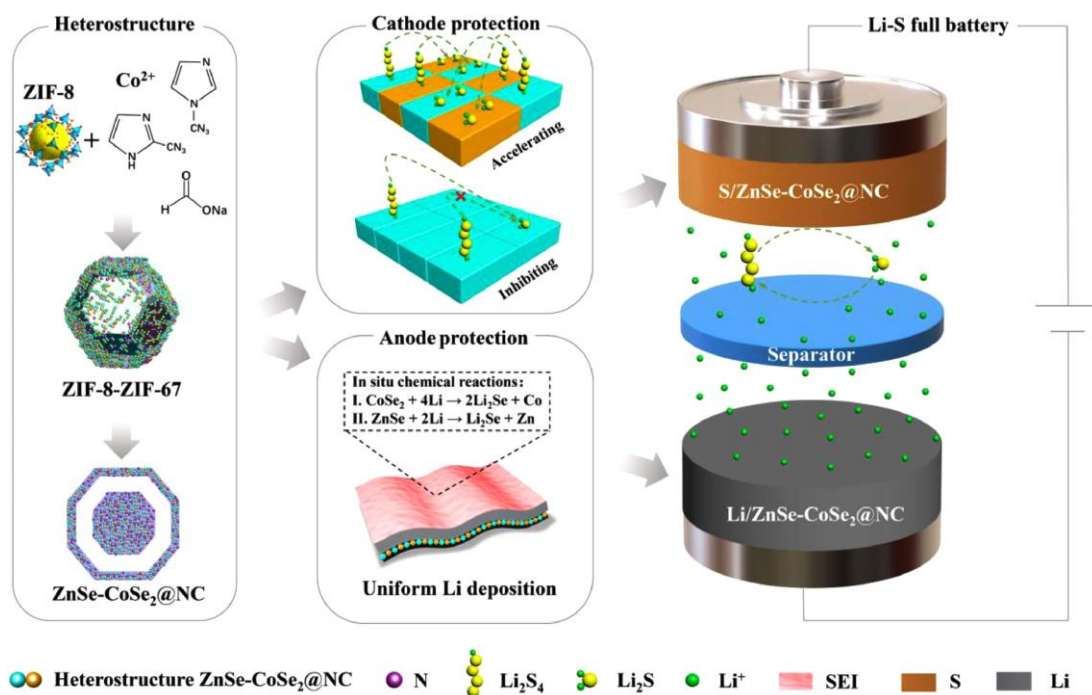 Heterostructure
ZIF-8
+
Co²⁺
N
N
CN₃
N
N
H
CN₃
O
H
ONa
ZIF-8-ZIF-67
ZnSe-CoSe₂@NC
Cathode protection
Accelerating
Inhibiting
Anode protection
In situ chemical reactions:
I. CoSe₂ + 4Li → 2Li₂Se + Co
II. ZnSe + 2Li → Li₂Se + Zn
Uniform Li deposition
Li-S full battery
S/ZnSe-CoSe₂@NC
Separator
Li/ZnSe-CoSe₂@NC
Heterostructure ZnSe-CoSe₂@NC
N
Li₂S₄
Li₂S
Li⁺
SEI
S
Li